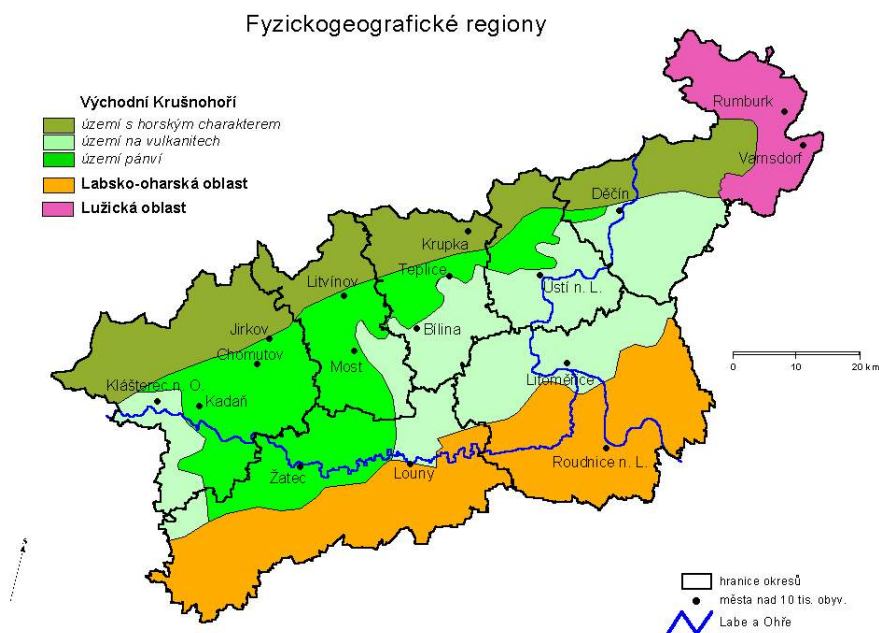 Fyzickogeografické regiony
Východní Krušnohoří
území s horským charakterem
území na vulkanitech
území pánví
Labsko-oharská oblast
Lužická oblast
Rumburk
Varnsdorf
Děčín
Krupka
Teplice
Ústí n. L.
Litvínov
Bílina
Jirkov
Chomutov
Most
Litoměřice
Klášterec n. O.
Kadaň
Žatec
Louny
Roudnice n. L.
0 10 20 km
s
hranice okresů
města nad 10 tis. obyv.
Labe a Ohře